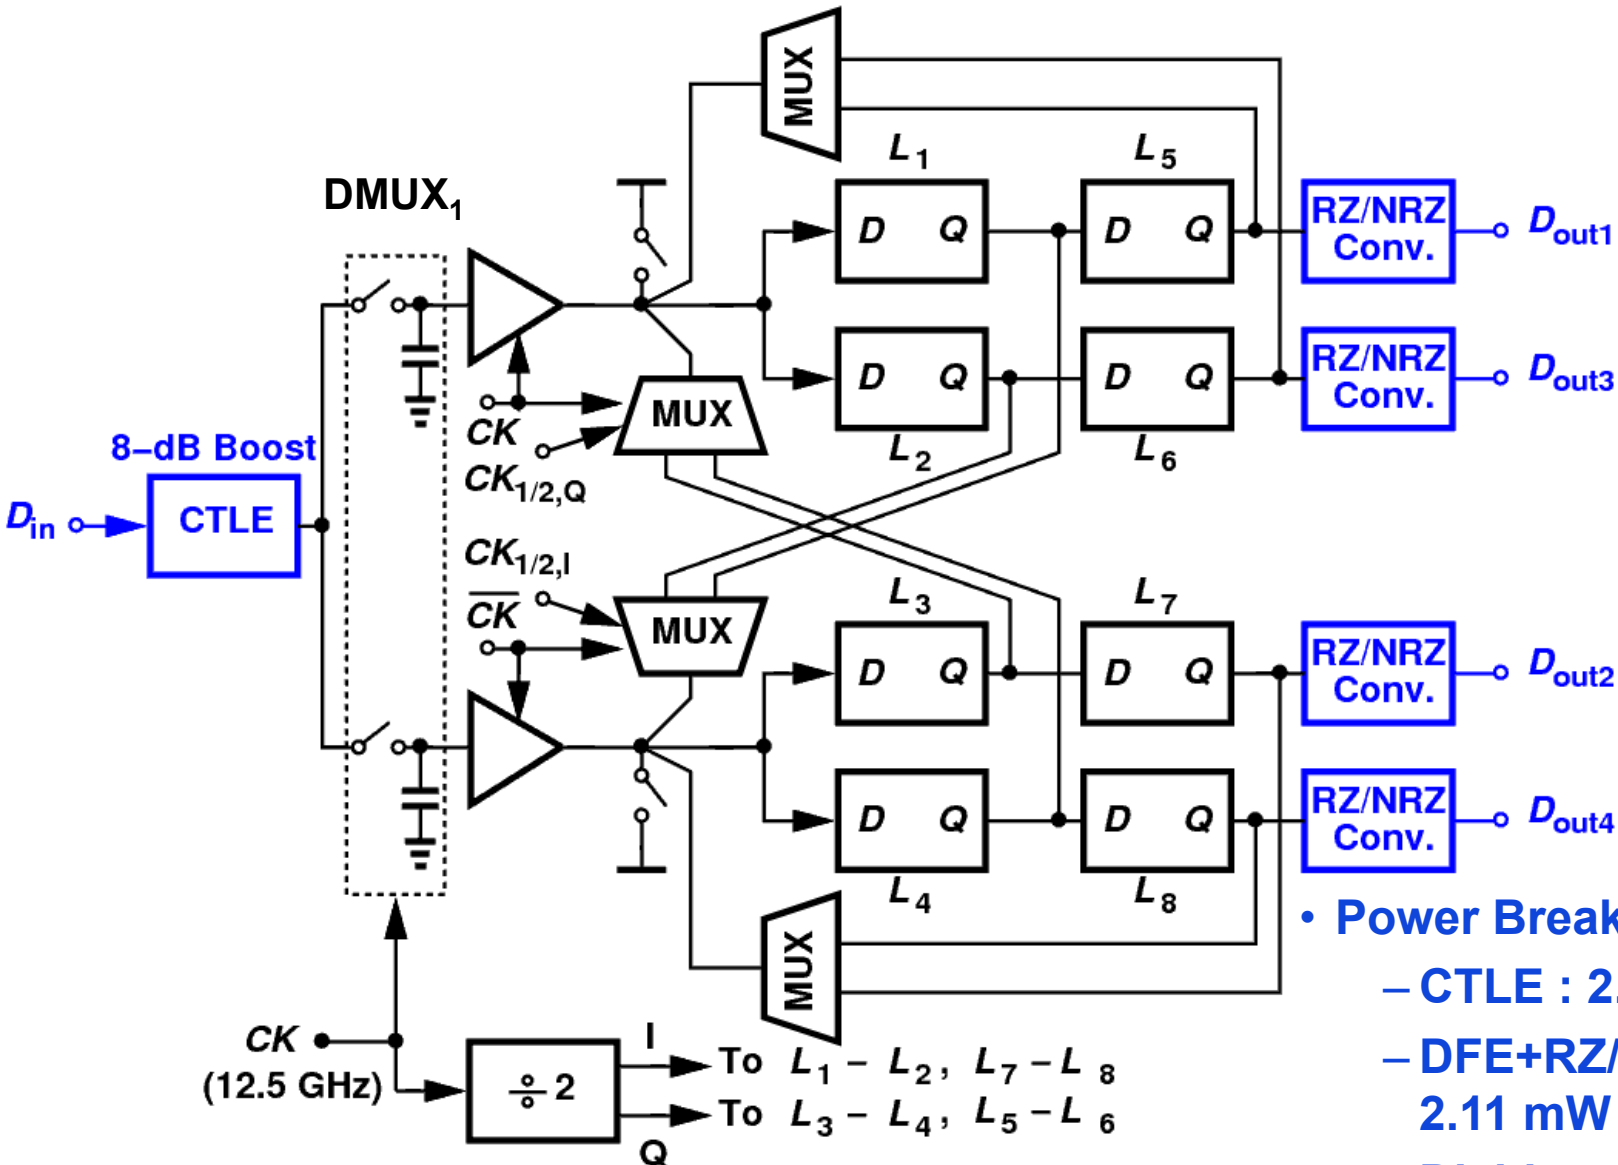 MUX
L1
L5
DMUX1
D Q
D Q
RZ/NRZ
Conv.
Dout1
D Q
D Q
RZ/NRZ
Conv.
Dout3
MUX
CK
CK1/2,Q
L2
L6
8–dB Boost
Din
CTLE
CK1/2,I
CK
MUX
L3
L7
D Q
D Q
RZ/NRZ
Conv.
Dout2
D Q
D Q
RZ/NRZ
Conv.
Dout4
L4
L8
MUX
• Power Break
– CTLE : 2.
– DFE+RZ/
2.11 mW
CK
(12.5 GHz)
÷ 2
I
To L1 – L2, L7 – L8
To L3 – L4, L5 – L6
Q